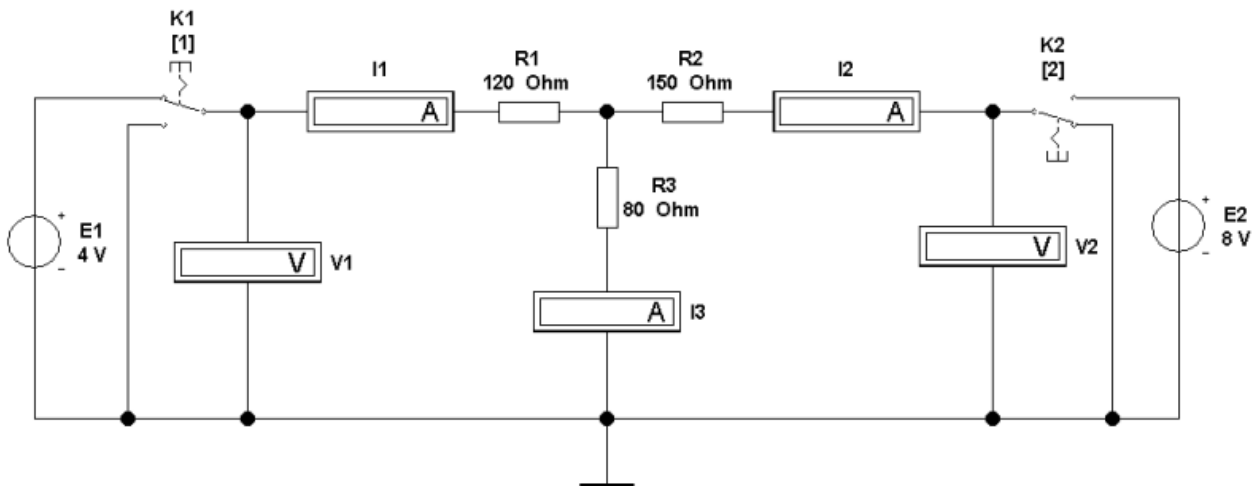 K1
[1]
I1
A
R1
120 Ohm
R2
150 Ohm
I2
A
K2
[2]
R3
80 Ohm
+
E1
4 V
-
V
V1
A
I3
V
V2
+
E2
8 V
-